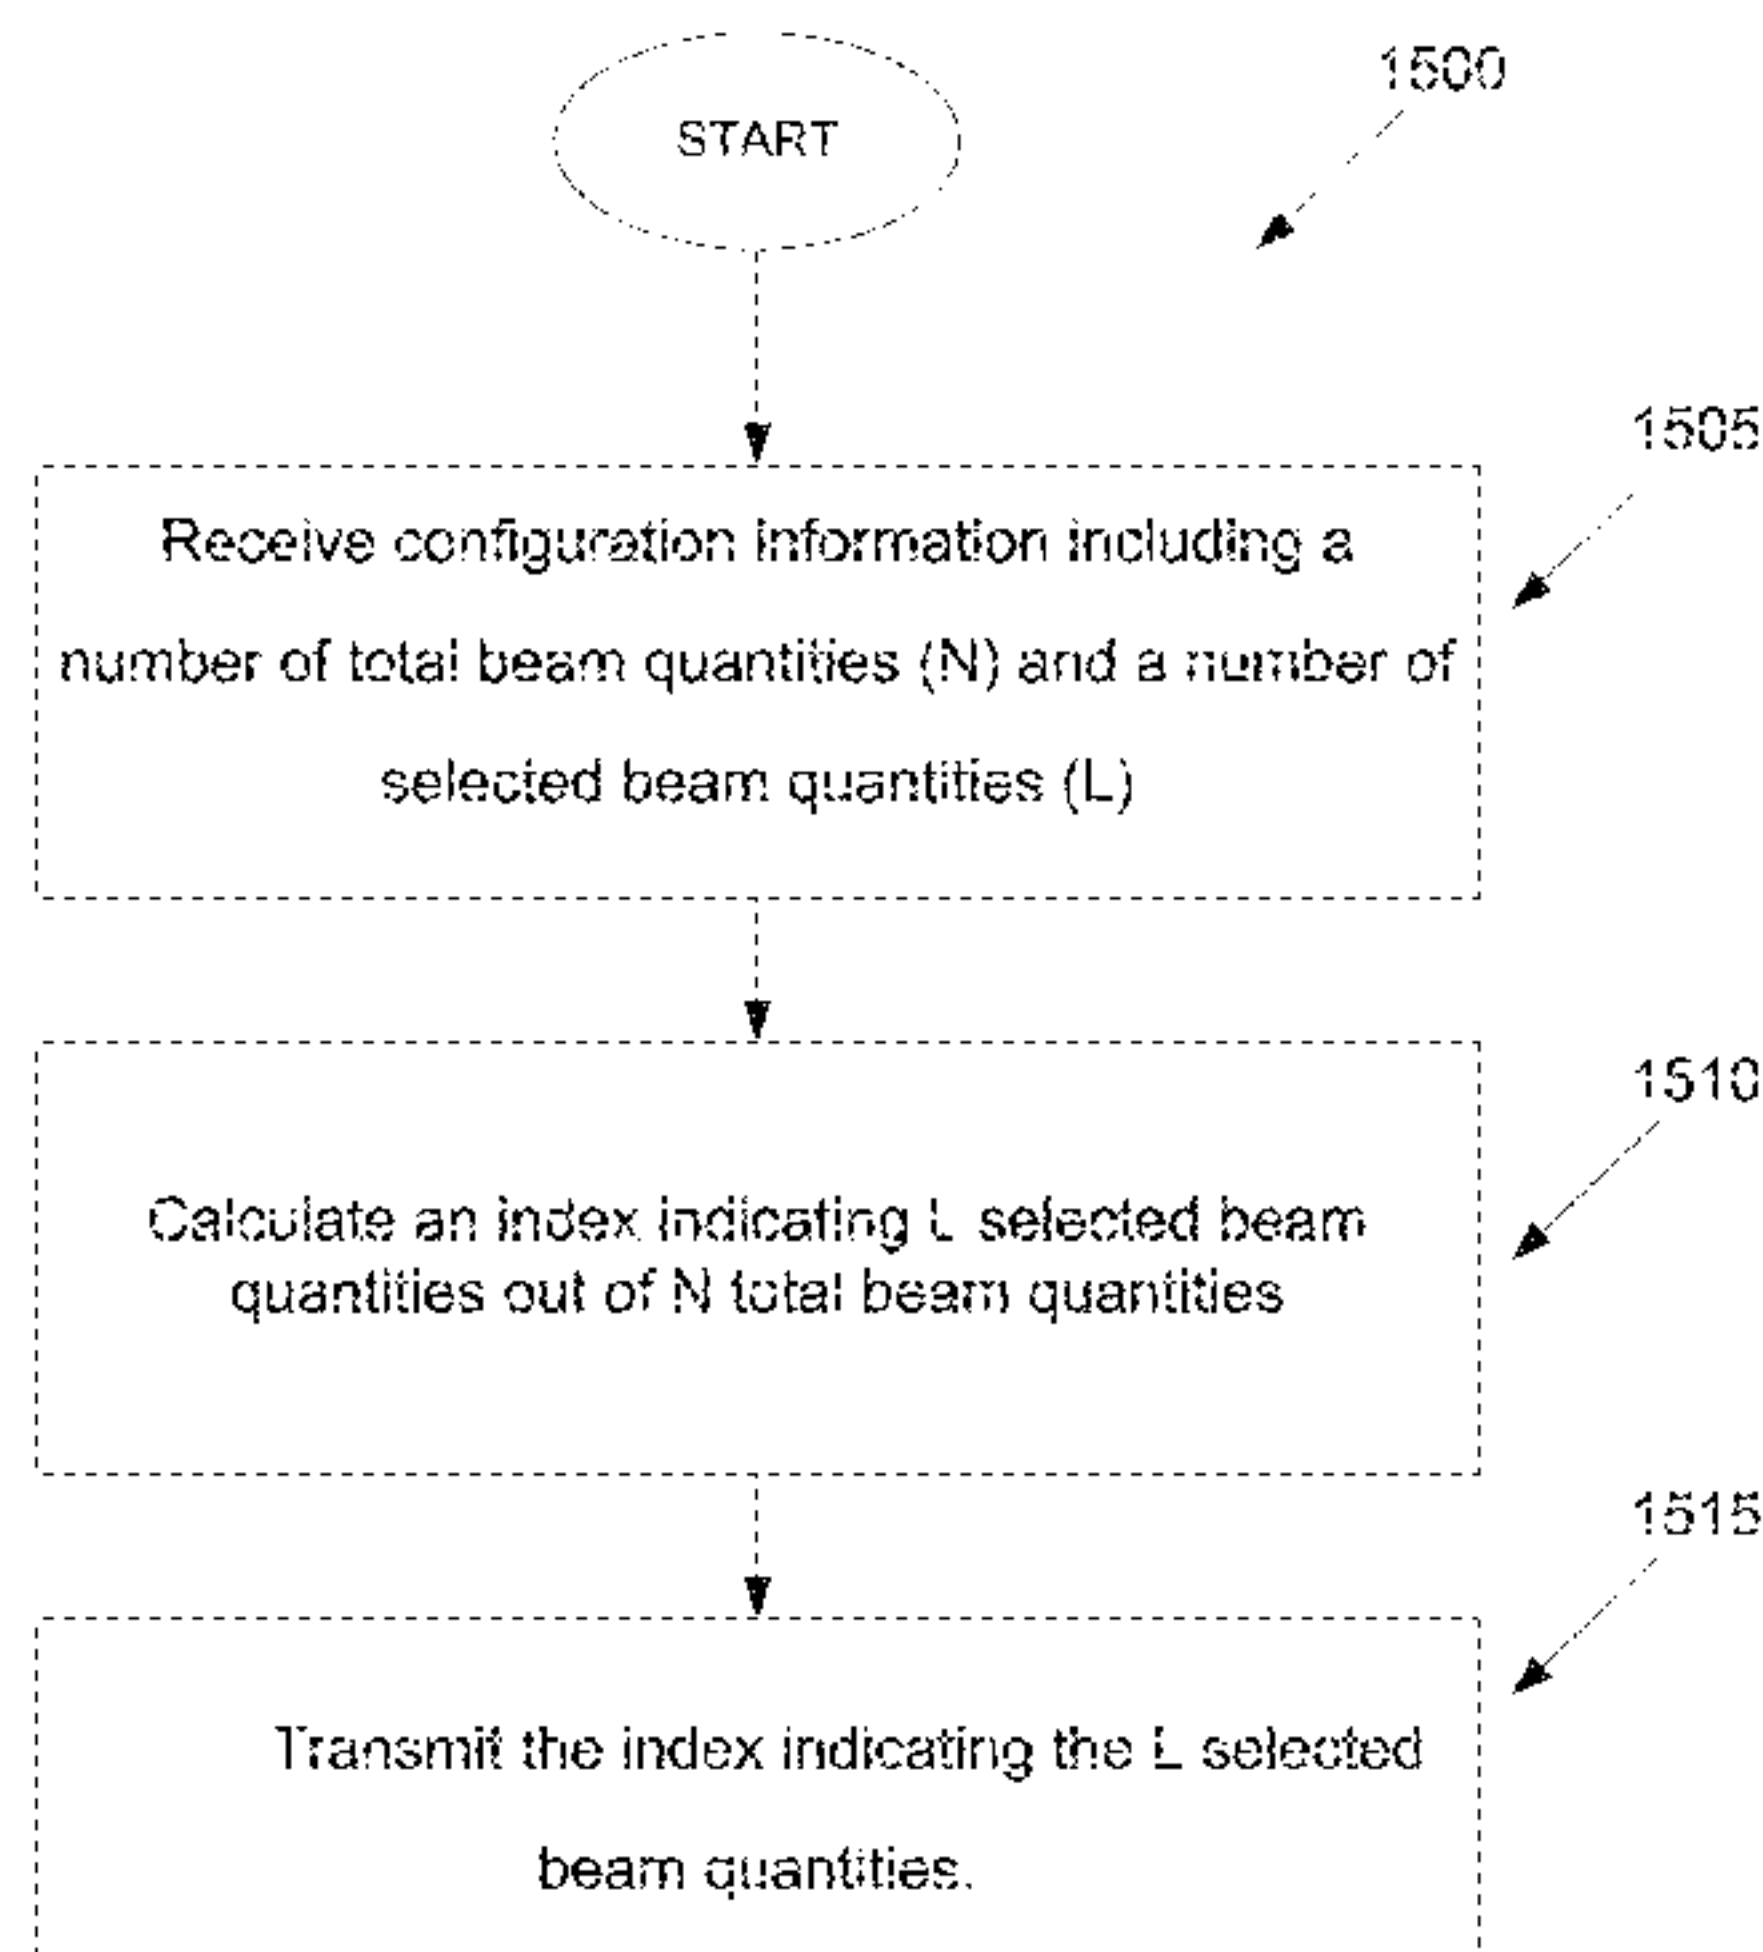 START
1500
1505
Receive configuration information including a
number of total beam quantities (N) and a number of
selected beam quantities (L)
1510
Calculate an index indicating L selected beam
quantities out of N total beam quantities
1515
Transmit the index indicating the L selected
beam quantities.